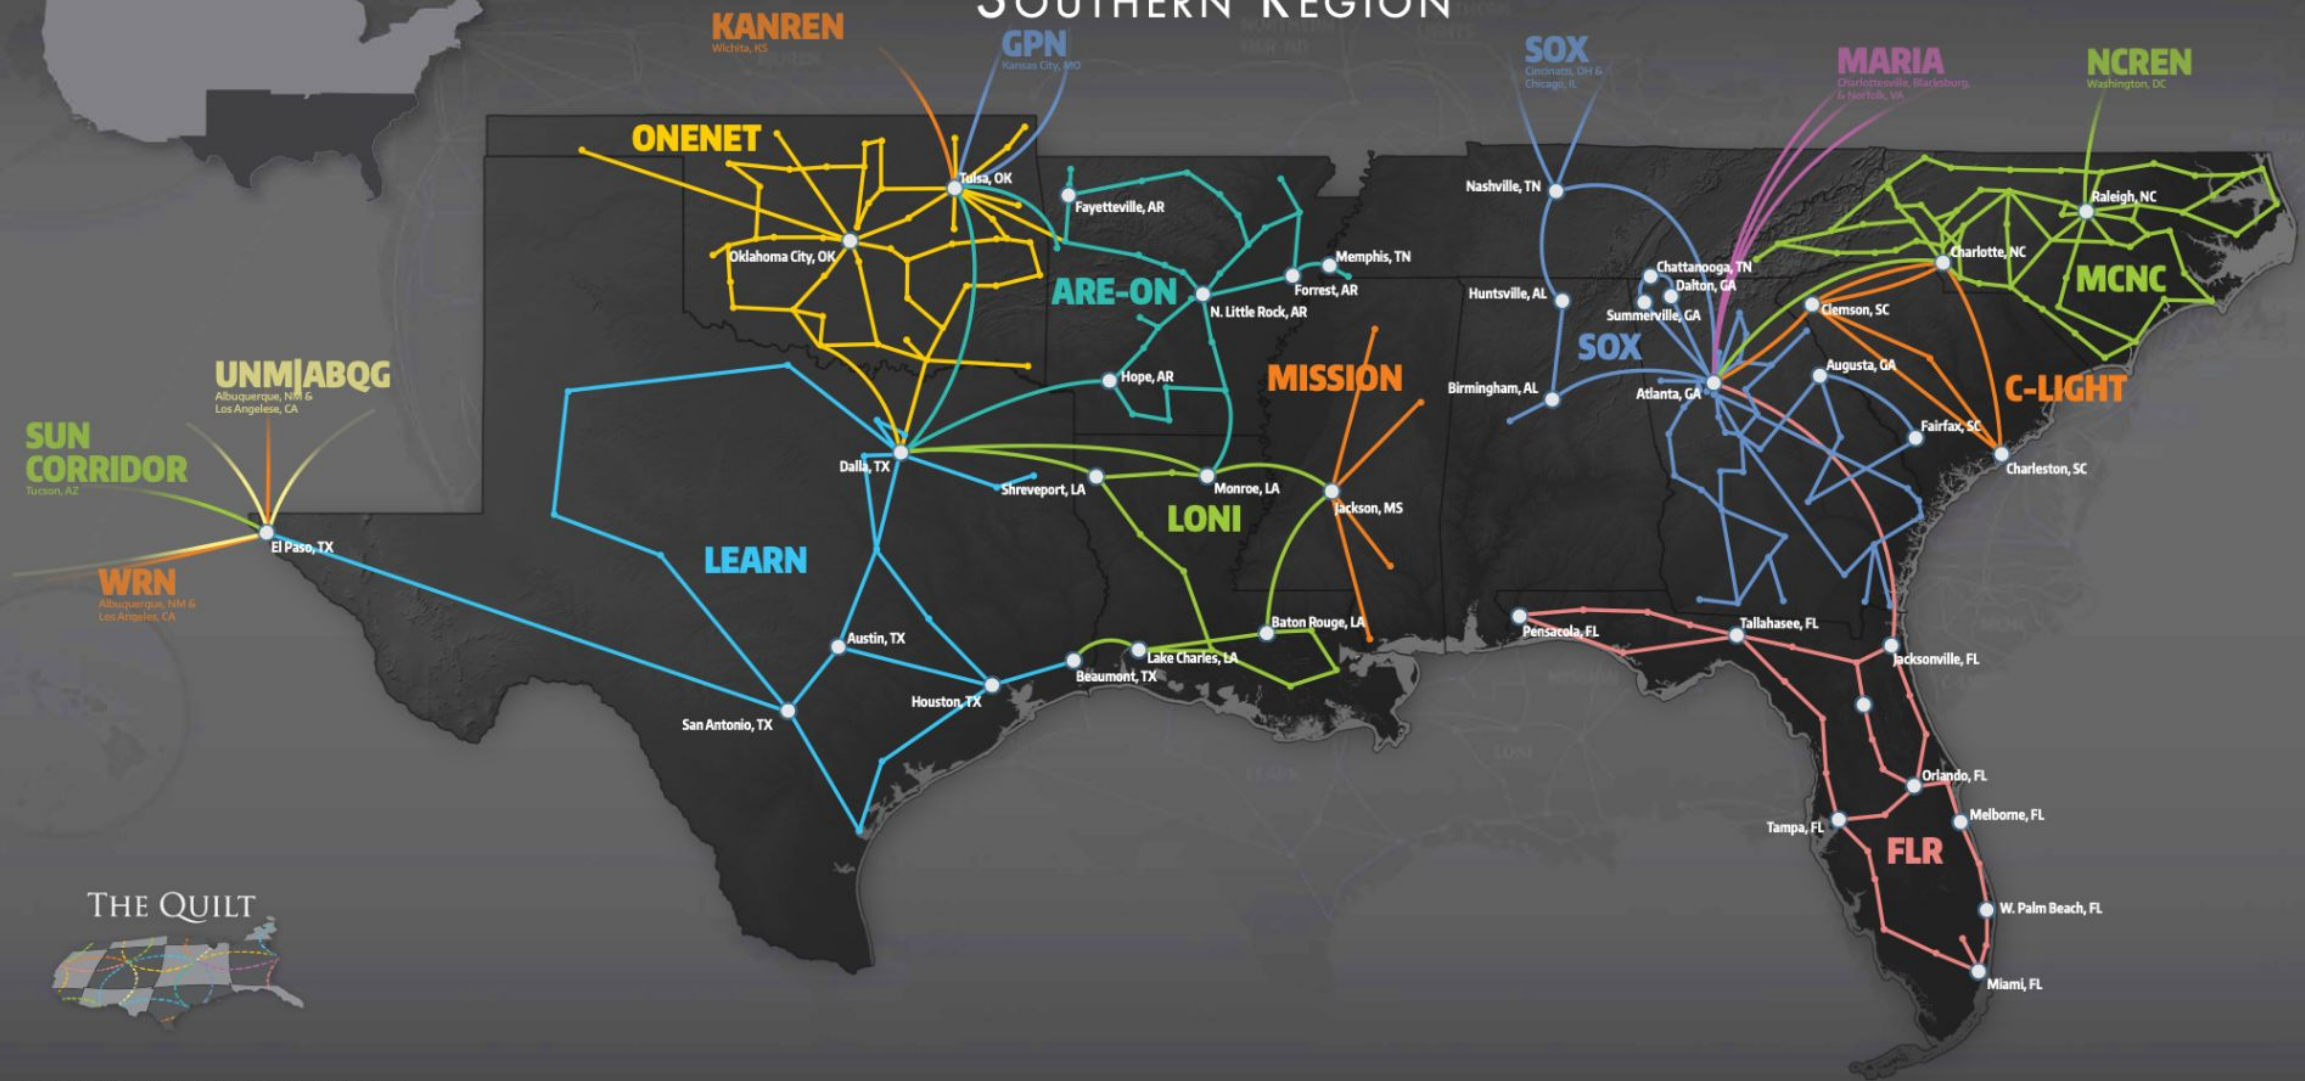 SOUTHERN REGION
KANREN
Wichita, KS
GPN
Kansas City, MO
SOX
Cincinatti, OH &
Chicago, IL
MARIA
Charlottesville, Blacksburg,
& Norfolk, VA
NCREN
Washington, DC
ONENET
Tulsa, OK
Fayetteville, AR
Nashville, TN
Raleigh, NC
Oklahoma City, OK
Memphis, TN
Charlotte, NC
ARE-ON
Forrest, AR
Chattanooga, TN
Dalton, GA
MCNC
Huntsville, AL
N. Little Rock, AR
Summerville, GA
Clemson, SC
SOX
UNM|ABQG
Albuquerque, NM &
Los Angelese, CA
Hope, AR
MISSION
Birmingham, AL
Atlanta, GA
Augusta, GA
C-LIGHT
SUN
CORRIDOR
Tucson, AZ
Fairfax, SC
Dalla, TX
Shreveport, LA
Monroe, LA
Charleston, SC
Jackson, MS
LONI
El Paso, TX
LEARN
WRN
Albuquerque, NM &
Los Angeles, CA
Austin, TX
Baton Rouge, LA
Pensacola, FL
Tallahasee, FL
Lake Charles, LA
Jacksonville, FL
Beaumont, TX
Houston, TX
San Antonio, TX
Orlando, FL
Melborne, FL
Tampa, FL
FLR
THE QUILT
W. Palm Beach, FL
Miami, FL
LONI
LEARN
MISSION